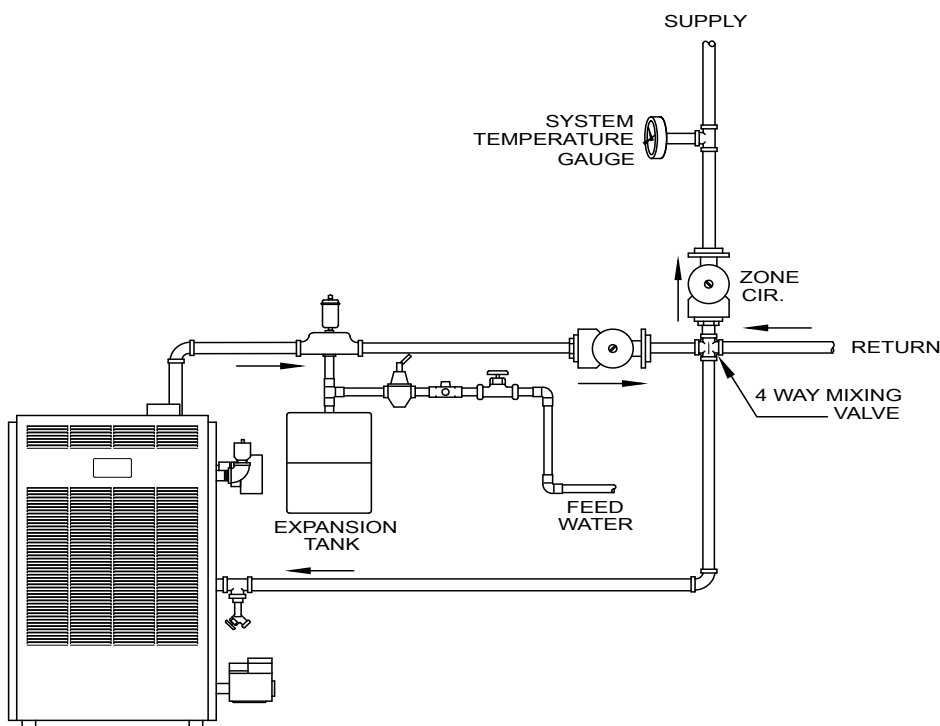 SUPPLY
SYSTEM
TEMPERATURE
GAUGE
ZONE
CIR.
RETURN
4 WAY MIXING
VALVE
FEED
WATER
EXPANSION
TANK